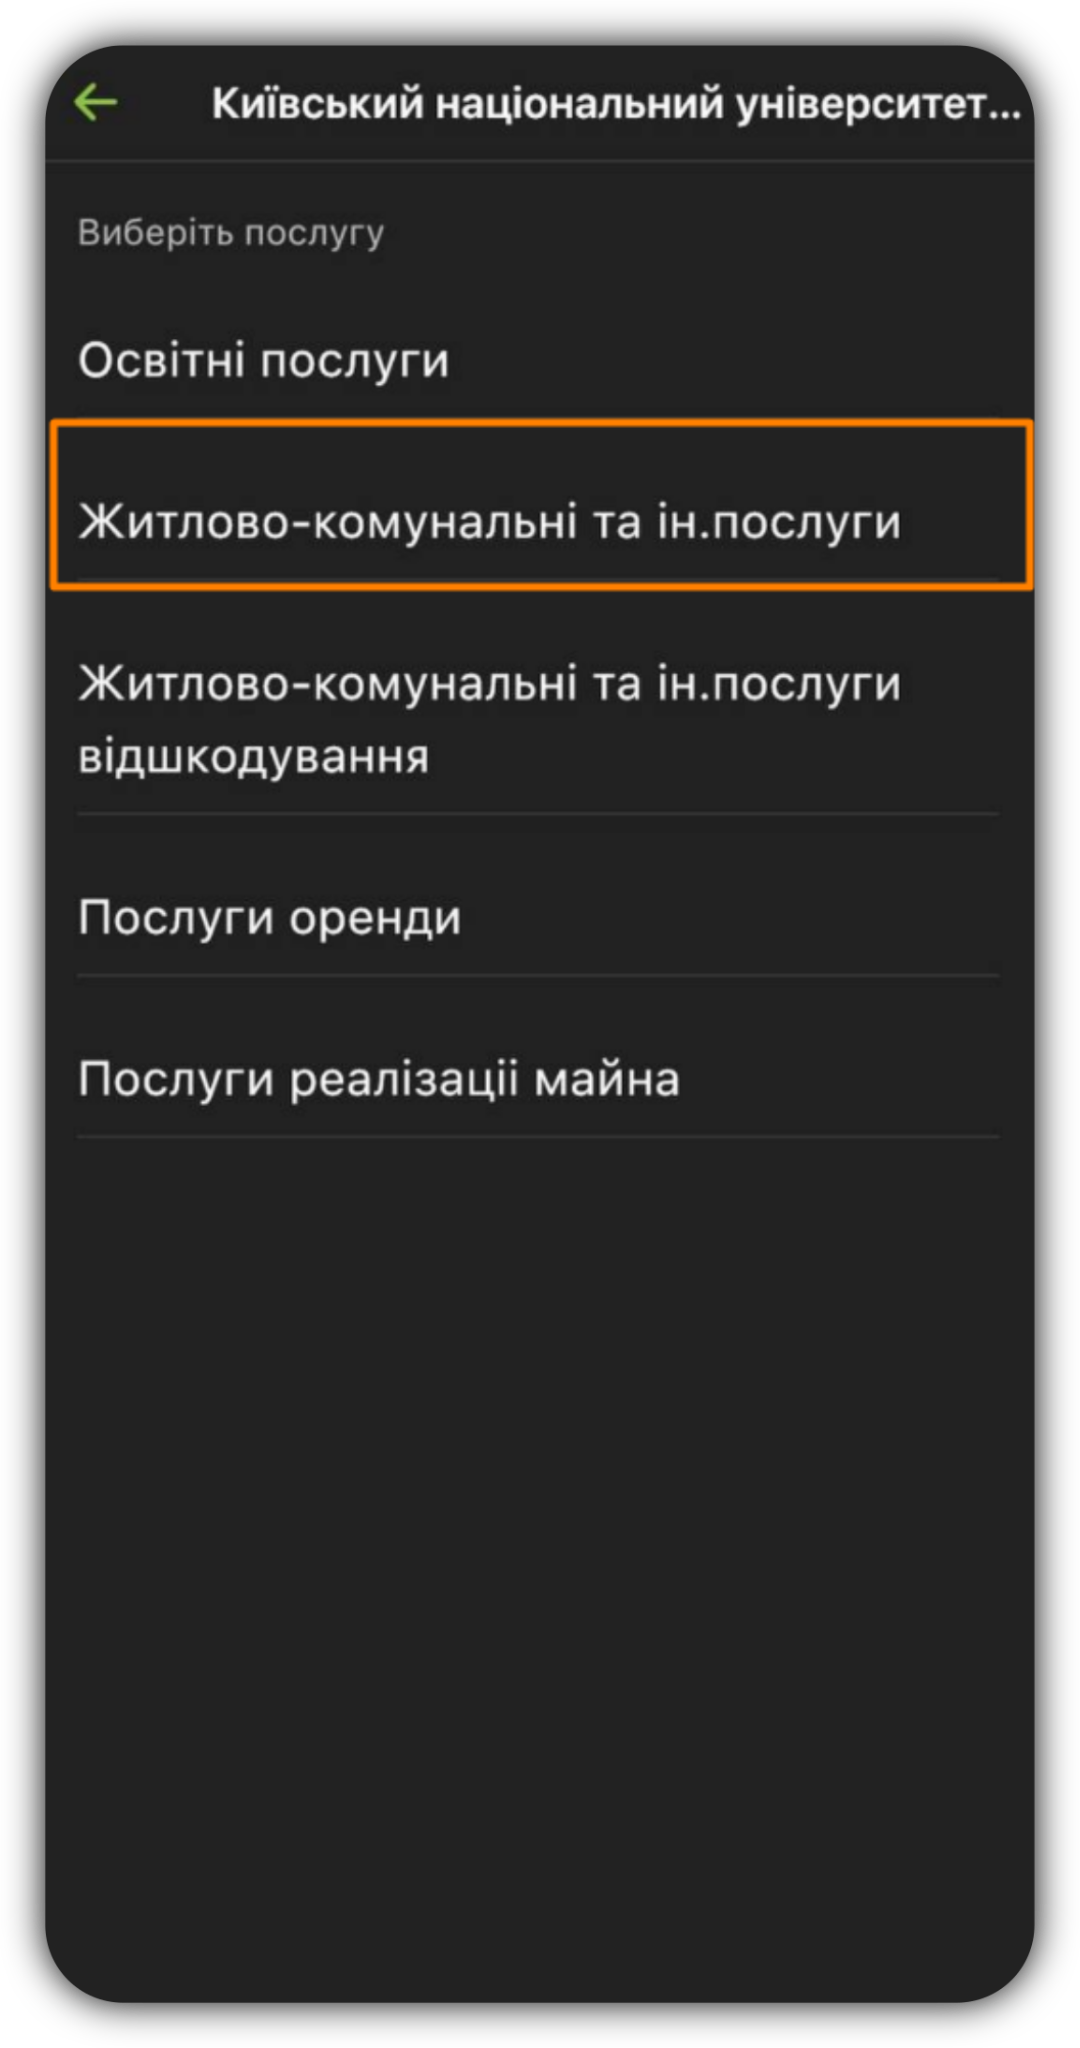 Київський національний університет...
Виберіть послугу
Освітні послуги
Житлово-комунальні та ін.послуги
Житлово-комунальні та ін.послуги
відшкодування
Послуги оренди
Послуги реалізаціі майна